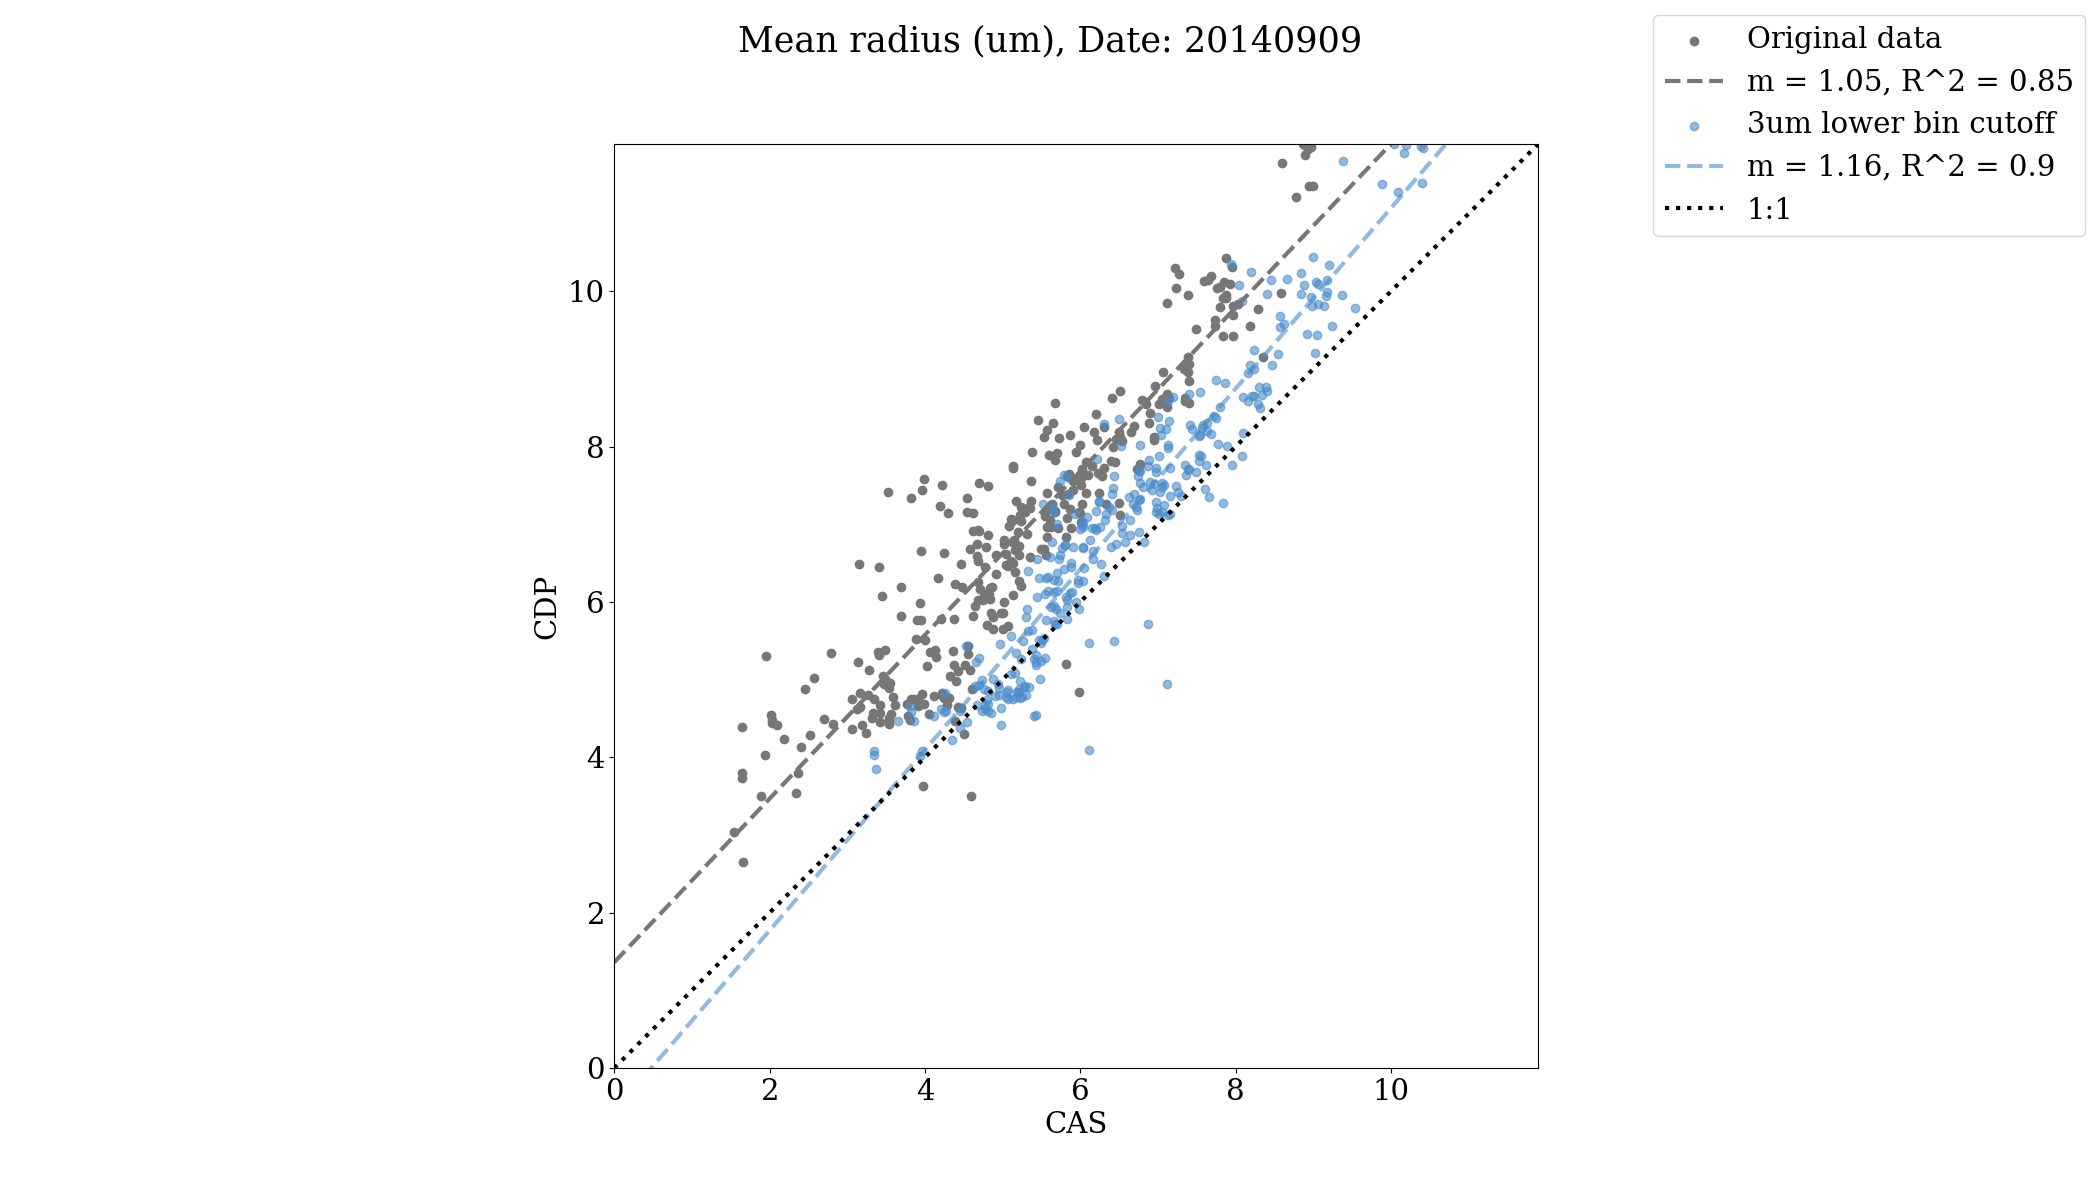 Mean radius (um), Date: 20140909
Original data
m = 1.05, R^2 = 0.85
3um lower bin cutoff
m = 1.16, R^2 = 0.9
1:1
10
8
6
4
2
0
CDP
0 2 4 6 8 10
CAS